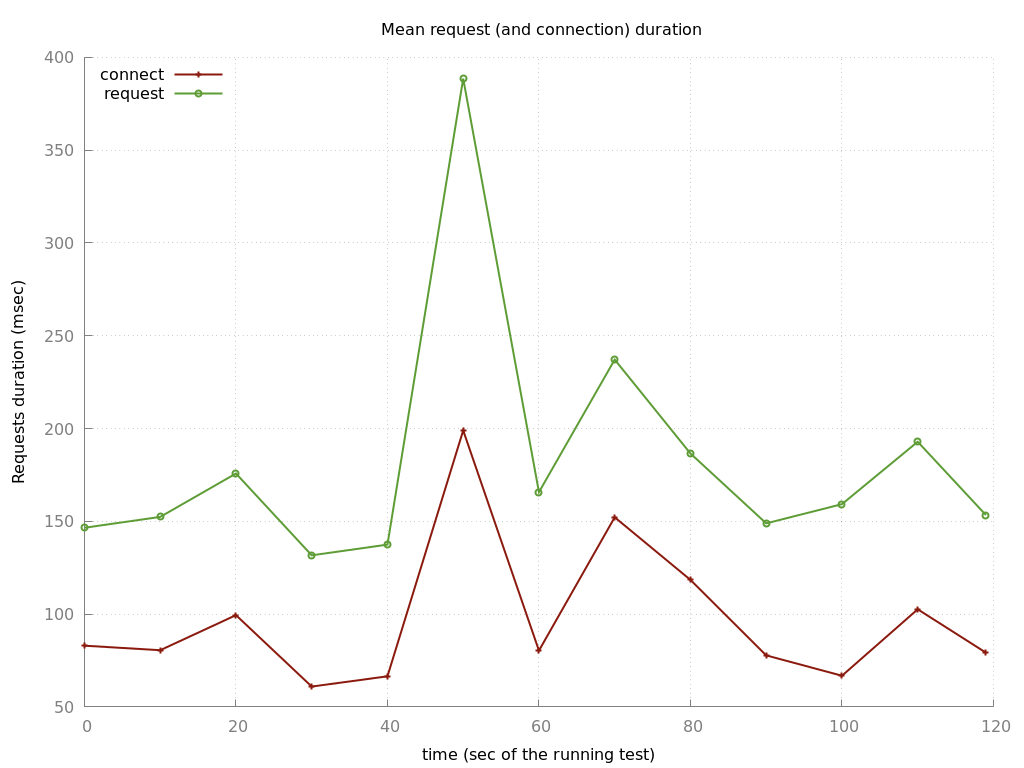 Mean request (and connection) duration
connect
request
400
350
300
250
200
150
100
50
Requests duration (msec)
0 20 40 60 80 100 120
time (sec of the running test)